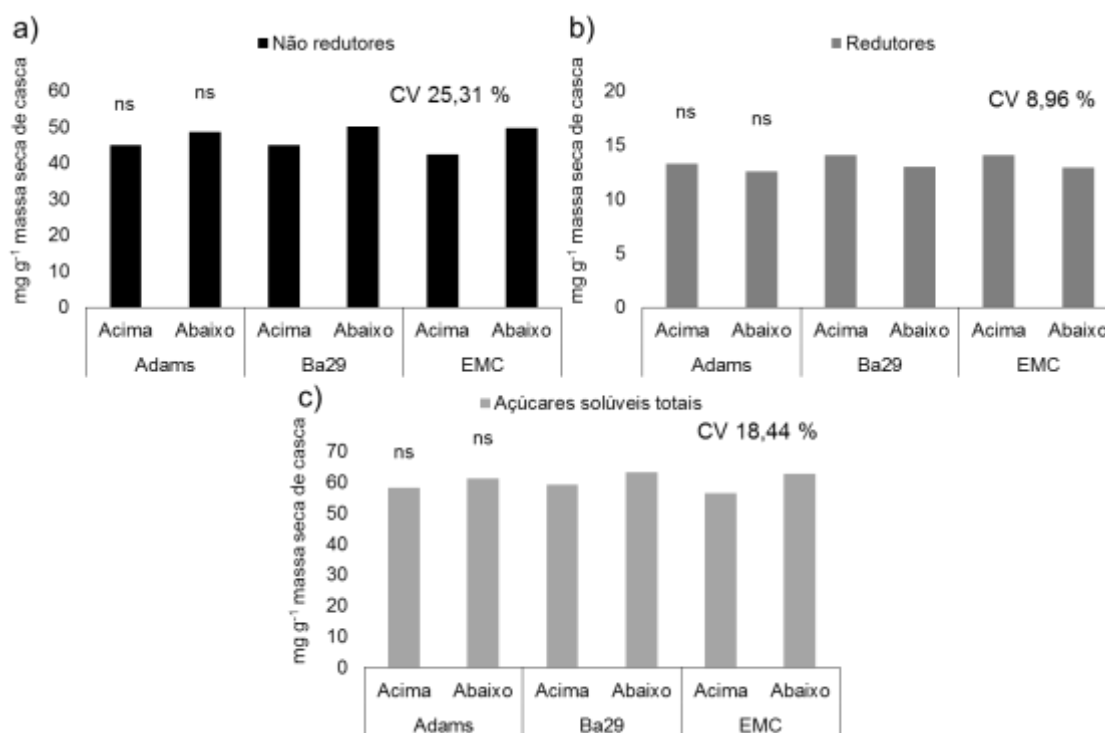 a)
Não redutores
CV 25,31 %
ns
ns
mg g⁻¹ massa seca de casca
60
50
40
30
20
10
0
Acima Abaixo Acima Abaixo Acima Abaixo
Adams Ba29 EMC
b)
Redutores
CV 8,96 %
ns
ns
mg g⁻¹ massa seca de casca
20
15
10
5
0
Acima Abaixo Acima Abaixo Acima Abaixo
Adams Ba29 EMC
c)
Açúcares solúveis totais
CV 18,44 %
ns
ns
mg g⁻¹ massa seca de casca
70
60
50
40
30
20
10
0
Acima Abaixo Acima Abaixo Acima Abaixo
Adams Ba29 EMC